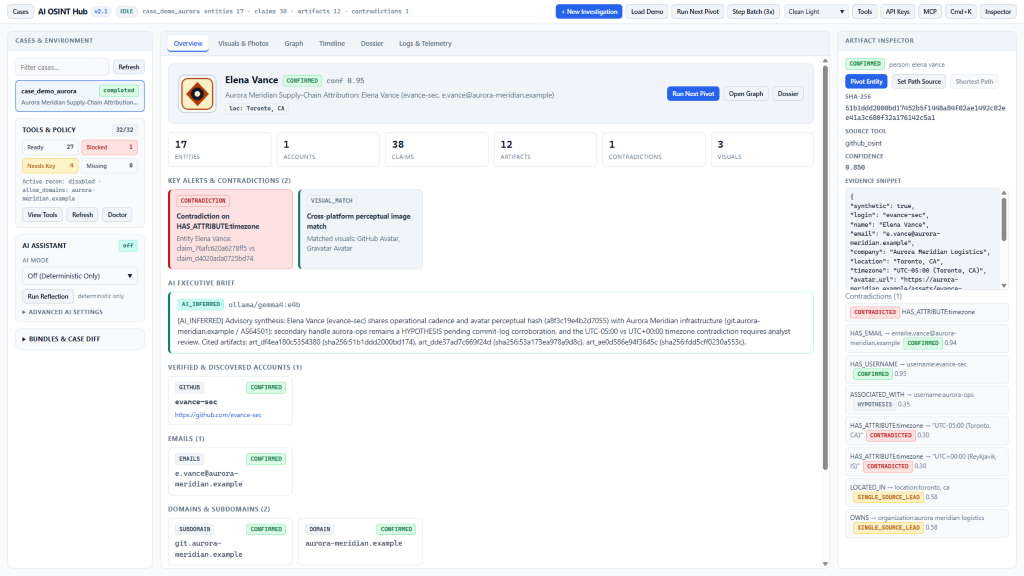 Cases AI OSINT Hub v2.1 IDLE case_demo_aurora entities 17 · claims 38 · artifacts 12 · contradictions 1 + New Investigation Load Demo Run Next Pivot Step Batch (3x) Clean Light Tools API Keys MCP Cmd+K Inspector
CASES & ENVIRONMENT
Filter cases... Refresh
case_demo_aurora completed
Aurora Meridian Supply-Chain Attribution...
TOOLS & POLICY 32/32
Ready 27 Blocked 1
Needs Key 4 Missing 0
Active recon: disabled ·
allow_domains: aurora-
meridian.example
View Tools Refresh Doctor
AI ASSISTANT off
AI MODE
Off (Deterministic Only)
Run Reflection deterministic only
ADVANCED AI SETTINGS
BUNDLES & CASE DIFF
Overview Visuals & Photos Graph Timeline Dossier Logs & Telemetry
Elena Vance CONFIRMED conf 0.95
Aurora Meridian Supply-Chain Attribution: Elena Vance (evance-sec, e.vance@aurora-meridian.example)
loc: Toronto, CA
Run Next Pivot Open Graph Dossier
17 1 38 12 1 3
ENTITIES ACCOUNTS CLAIMS ARTIFACTS CONTRADICTIONS VISUALS
KEY ALERTS & CONTRADICTIONS (2)
CONTRADICTION
Contradiction on
HAS_ATTRIBUTE:timezone
Entity Elena Vance:
claim_76afc620a6278ff5 vs
claim_d4020ada0725bd74
VISUAL_MATCH
Cross-platform perceptual image
match
Matched visuals: GitHub Avatar,
Gravatar Avatar
AI EXECUTIVE BRIEF
AI_INFERRED ollama/gemma4:e4b
[AI_INFERRED] Advisory synthesis: Elena Vance (evance-sec) shares operational cadence and avatar perceptual hash (a8f3c19e4b2d7055) with Aurora Meridian infrastructure (git.aurora-
meridian.example / AS64501); secondary handle aurora-ops remains a HYPOTHESIS pending commit-log corroboration, and the UTC-05:00 vs UTC+00:00 timezone contradiction requires analyst
review. Cited artifacts: art_df4ea180c5354380 (sha256:51b1ddd2000bd174), art_dde37ad7c669f24d (sha256:53a173ea978a9d8c), art_ae0d586e94f3645c (sha256:fdd5cff0230a553c).
VERIFIED & DISCOVERED ACCOUNTS (1)
GITHUB CONFIRMED
evance-sec
https://github.com/evance-sec
EMAILS (1)
EMAILS CONFIRMED
e.vance@aurora-
meridian.example
DOMAINS & SUBDOMAINS (2)
SUBDOMAIN CONFIRMED
git.aurora-
meridian.example
DOMAIN CONFIRMED
aurora-meridian.example
ARTIFACT INSPECTOR
CONFIRMED person: elena vance
Pivot Entity Set Path Source Shortest Path
SHA-256
51b1ddd2000bd17452b5f1448a84f02ae1492c82e
e41a3c680f32a176142c5a1
SOURCE TOOL
github_osint
CONFIDENCE
0.850
EVIDENCE SNIPPET
{
"synthetic": true,
"login": "evance-sec",
"name": "Elena Vance",
"email": "e.vance@aurora-
meridian.example",
"company": "Aurora Meridian Logistics",
"location": "Toronto, CA",
"timezone": "UTC-05:00 (Toronto, CA)",
"avatar_url": "https://aurora-
meridian.example/assets/evance-
Contradictions (1)
CONTRADICTED HAS_ATTRIBUTE:timezone
HAS_EMAIL → email:e.vance@aurora-
meridian.example CONFIRMED 0.94
HAS_USERNAME → username:evance-sec
CONFIRMED 0.95
ASSOCIATED_WITH → username:aurora-ops
HYPOTHESIS 0.35
HAS_ATTRIBUTE:timezone → "UTC-05:00 (Toronto,
CA)" CONTRADICTED 0.30
HAS_ATTRIBUTE:timezone → "UTC+00:00 (Reykjavik,
IS)" CONTRADICTED 0.30
LOCATED_IN → location:toronto, ca
SINGLE_SOURCE_LEAD 0.58
OWNS → organization:aurora meridian logistics
SINGLE_SOURCE_LEAD 0.58